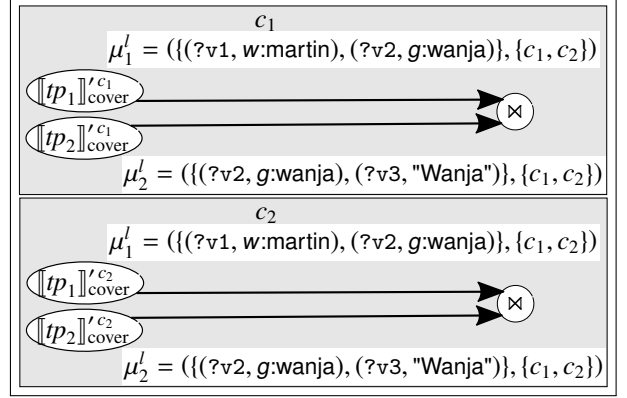 c₁
μ₁ˡ = ({(?v1, w:martin), (?v2, g:wanja)}, {c₁, c₂})
⟦tp₁⟧′ᶜ¹cover
⋈
⟦tp₂⟧′ᶜ¹cover
μ₂ˡ = ({(?v2, g:wanja), (?v3, "Wanja")}, {c₁, c₂})
c₂
μ₁ˡ = ({(?v1, w:martin), (?v2, g:wanja)}, {c₁, c₂})
⟦tp₁⟧′ᶜ²cover
⋈
⟦tp₂⟧′ᶜ²cover
μ₂ˡ = ({(?v2, g:wanja), (?v3, "Wanja")}, {c₁, c₂})